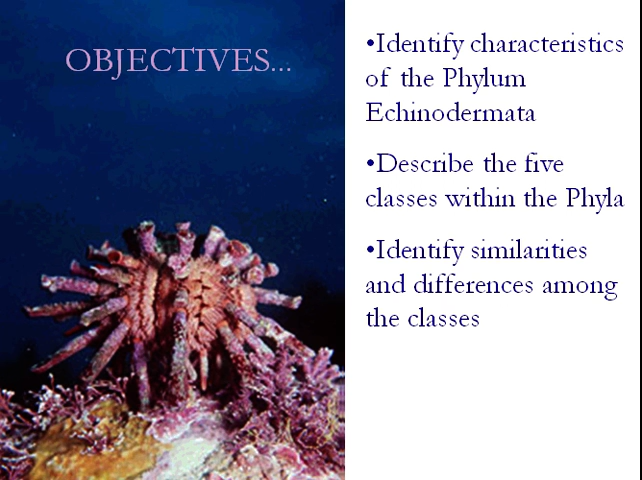 OBJECTIVES...
•Identify characteristics
of the Phylum
Echinodermata
•Describe the five
classes within the Phyla
•Identify similarities
and differences among
the classes